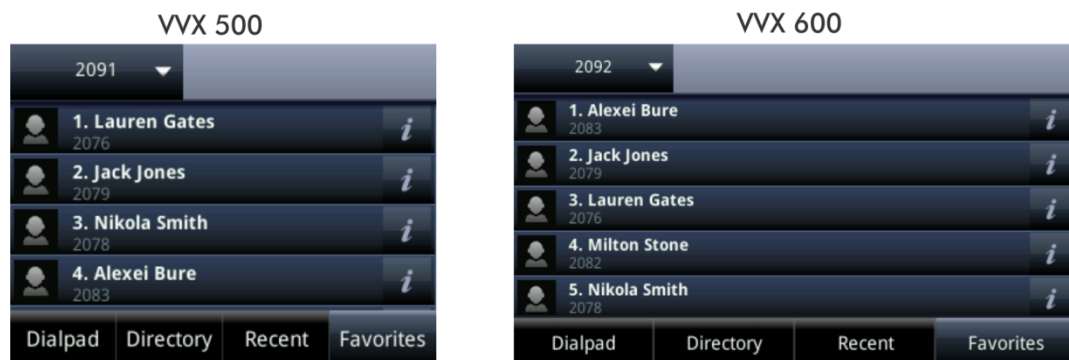 VVX 500
2091
1. Lauren Gates
2076
2. Jack Jones
2079
3. Nikola Smith
2078
4. Alexei Bure
2083
Dialpad Directory Recent Favorites
VVX 600
2092
1. Alexei Bure
2083
2. Jack Jones
2079
3. Lauren Gates
2076
4. Milton Stone
2082
5. Nikola Smith
2078
Dialpad Directory Recent Favorites